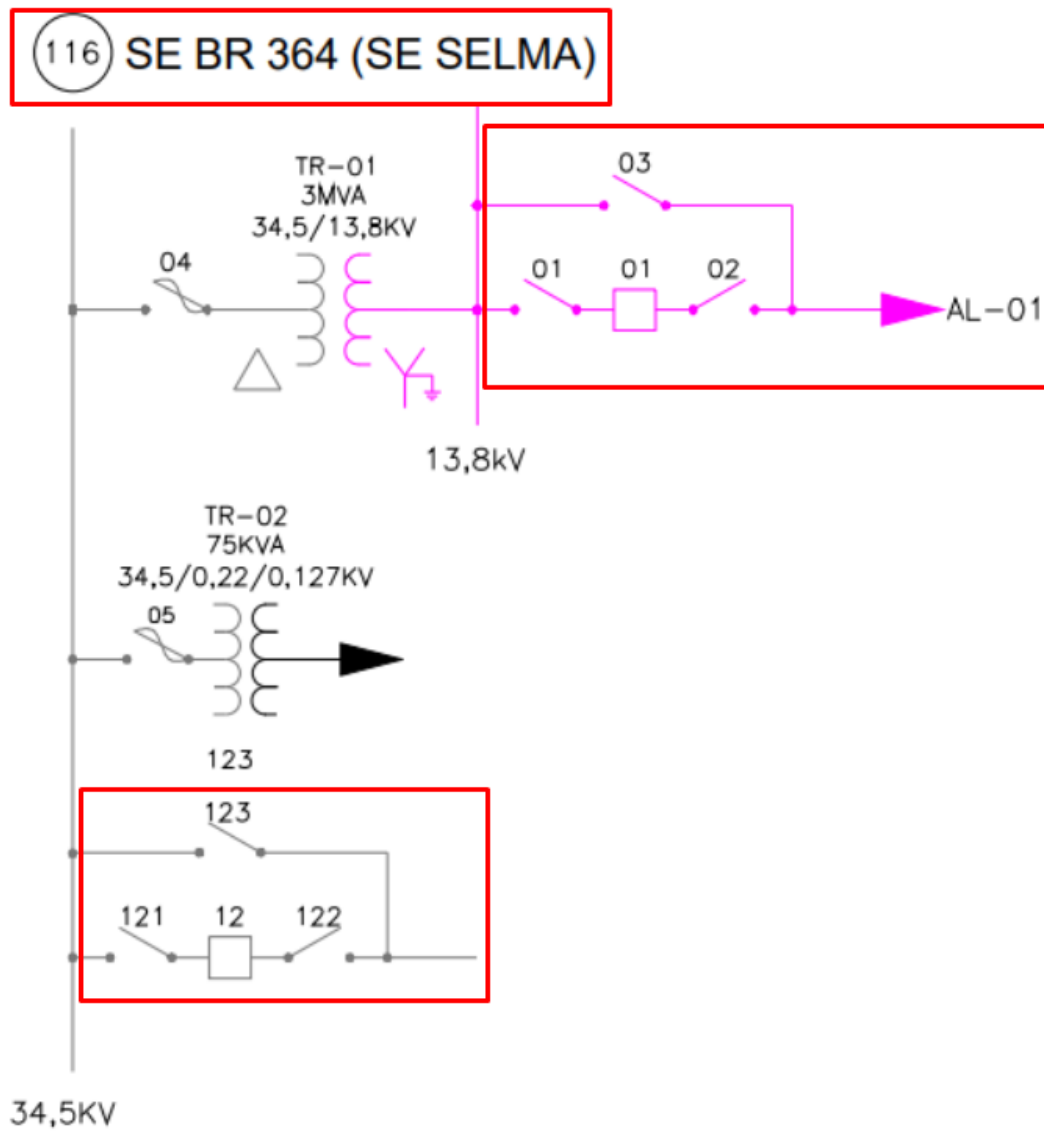 116 SE BR 364 (SE SELMA)
TR-01
3MVA
34,5/13,8KV
04
03
01 01 02
AL-01
13,8kV
TR-02
75KVA
34,5/0,22/0,127KV
05
123
123
121 12 122
34,5KV